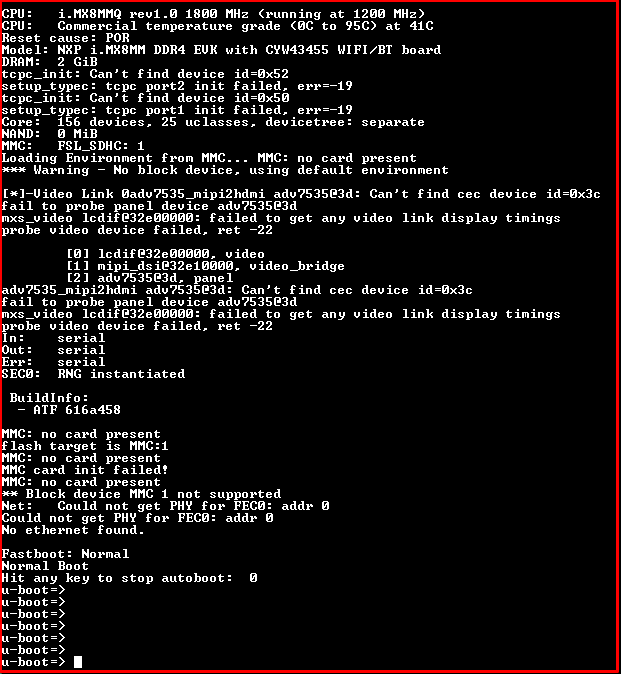 CPU:   i.MX8MMQ rev1.0 1800 MHz (running at 1200 MHz)
CPU:   Commercial temperature grade (0C to 95C) at 41C
Reset cause: POR
Model: NXP i.MX8MM DDR4 EVK with CYW43455 WIFI/BT board
DRAM:  2 GiB
tcpc_init: Can't find device id=0x52
setup_typec: tcpc port2 init failed, err=-19
tcpc_init: Can't find device id=0x50
setup_typec: tcpc port1 init failed, err=-19
Core:  156 devices, 25 uclasses, devicetree: separate
NAND:  0 MiB
MMC:   FSL_SDHC: 1
Loading Environment from MMC... MMC: no card present
*** Warning - No block device, using default environment

[*]-Video Link 0adv7535_mipi2hdmi adv7535@3d: Can't find cec device id=0x3c
fail to probe panel device adv7535@3d
mxs_video lcdif@32e00000: failed to get any video link display timings
probe video device failed, ret -22

        [0] lcdif@32e00000, video
        [1] mipi_dsi@32e10000, video_bridge
        [2] adv7535@3d, panel
adv7535_mipi2hdmi adv7535@3d: Can't find cec device id=0x3c
fail to probe panel device adv7535@3d
mxs_video lcdif@32e00000: failed to get any video link display timings
probe video device failed, ret -22
In:    serial
Out:   serial
Err:   serial
SEC0:  RNG instantiated

 BuildInfo:
  - ATF 616a458

MMC: no card present
flash target is MMC:1
MMC: no card present
MMC card init failed!
MMC: no card present
** Block device MMC 1 not supported
Net:   Could not get PHY for FEC0: addr 0
Could not get PHY for FEC0: addr 0
No ethernet found.

Fastboot: Normal
Normal Boot
Hit any key to stop autoboot:  0
u-boot=>
u-boot=>
u-boot=>
u-boot=>
u-boot=>
u-boot=>
u-boot=>